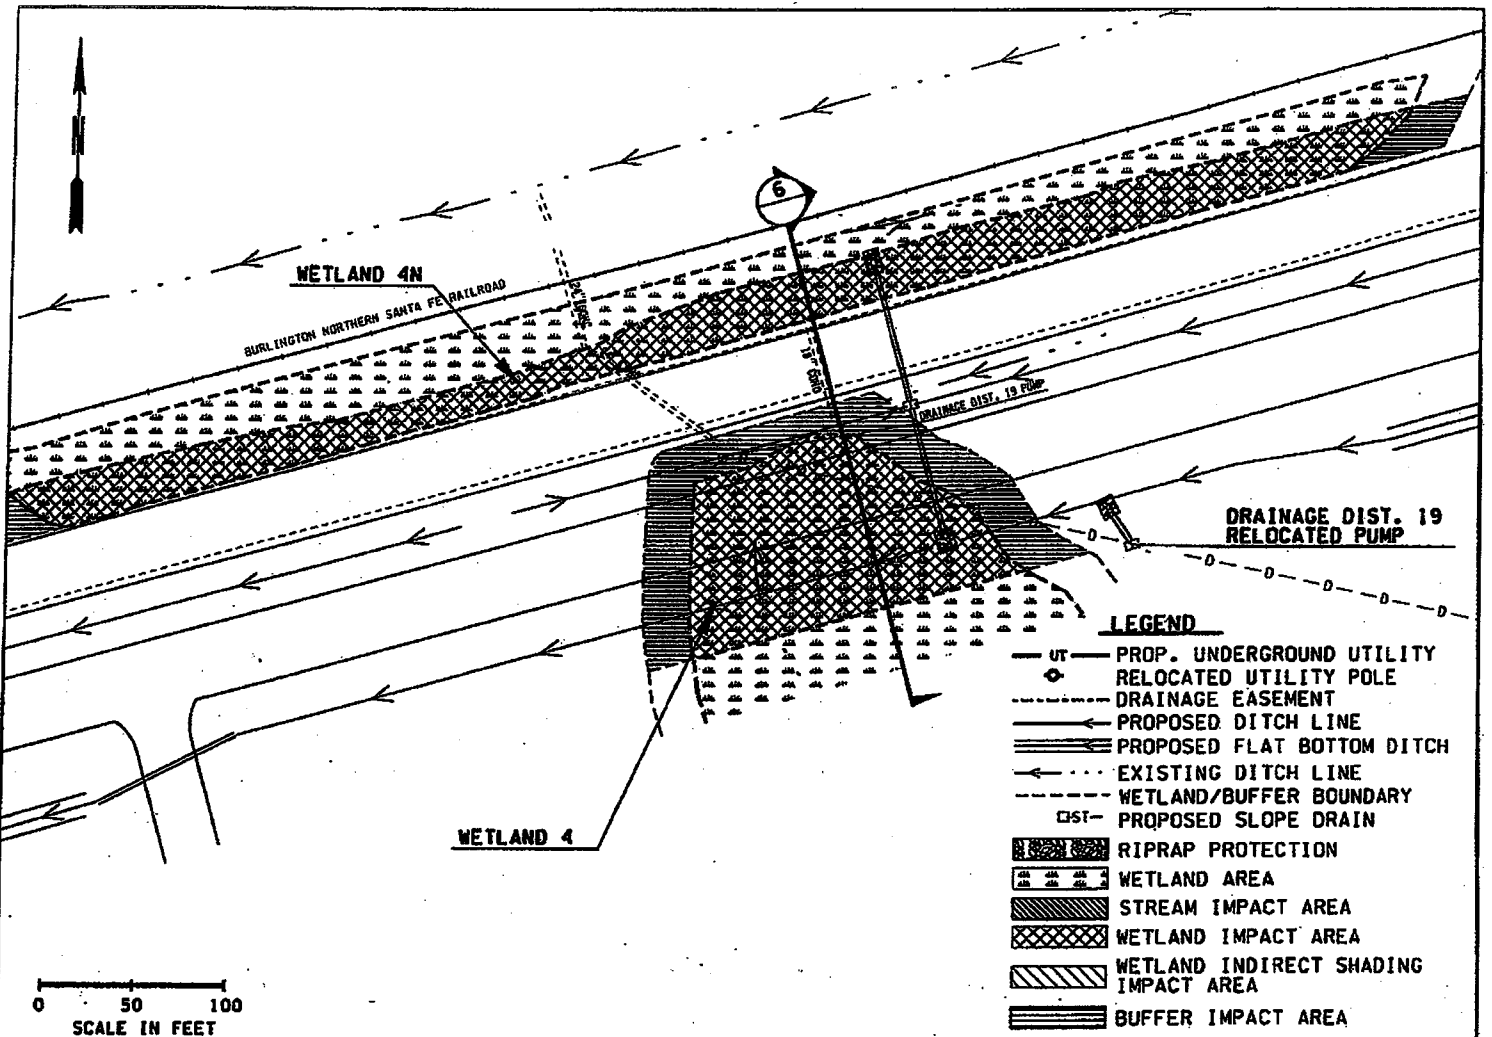 N
6
WETLAND 4N
BURLINGTON NORTHERN SANTA FE RAILROAD
DRAINAGE DIST. 19 PUMP
DRAINAGE DIST. 19
RELOCATED PUMP
D
D
D
D
D
WETLAND 4
LEGEND
UT PROP. UNDERGROUND UTILITY
RELOCATED UTILITY POLE
DRAINAGE EASEMENT
PROPOSED DITCH LINE
PROPOSED FLAT BOTTOM DITCH
EXISTING DITCH LINE
WETLAND/BUFFER BOUNDARY
ST PROPOSED SLOPE DRAIN
RIPRAP PROTECTION
WETLAND AREA
STREAM IMPACT AREA
WETLAND IMPACT AREA
WETLAND INDIRECT SHADING
IMPACT AREA
BUFFER IMPACT AREA
0 50 100
SCALE IN FEET